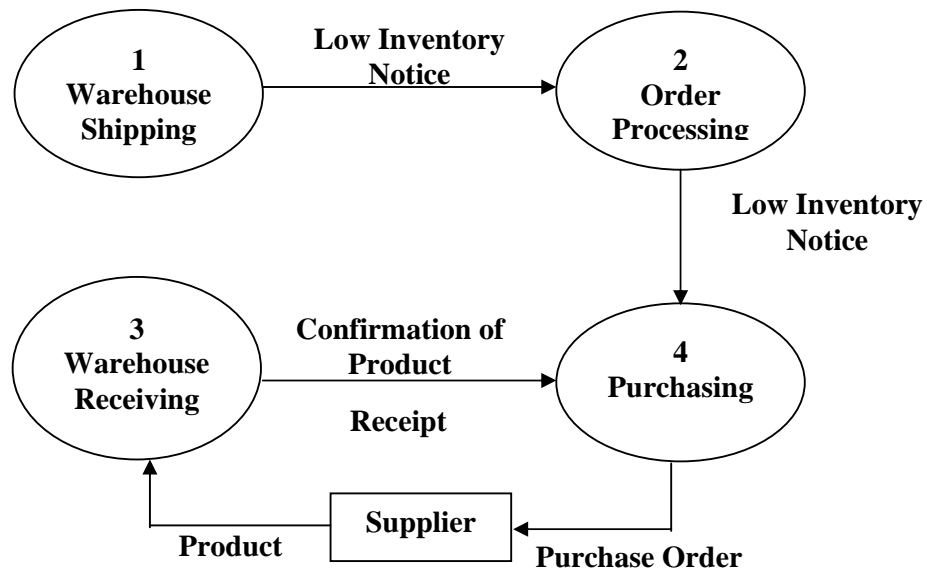 1
Warehouse
Shipping
Low Inventory
Notice
2
Order
Processing
Low Inventory
Notice
3
Warehouse
Receiving
Confirmation of
Product
Receipt
4
Purchasing
Supplier
Product
Purchase Order